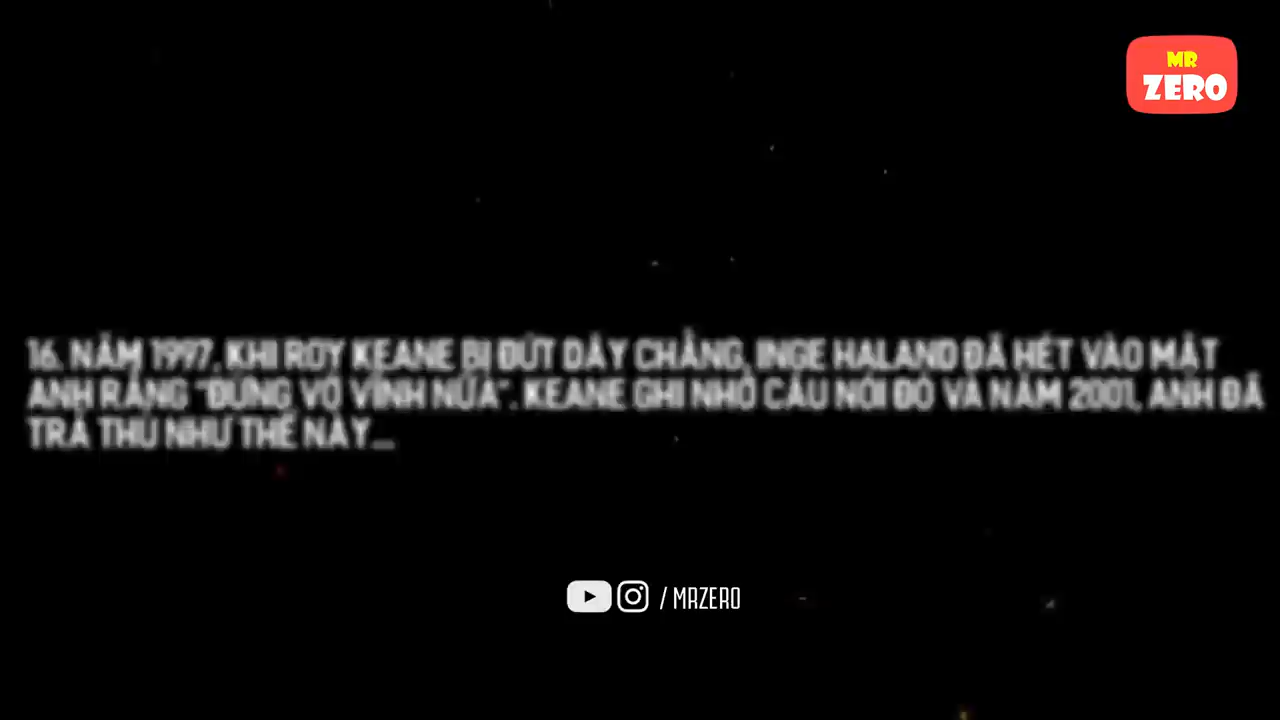 MR
ZERO
16. NĂM 1997, KHI ROY KEANE BỊ ĐỨT DÂY CHẰNG, INGE HALAND ĐÃ HÉT VÀO MẶT
ANH RẰNG "ĐỪNG VỜ VĨNH NỮA". KEANE GHI NHỚ CÂU NÓI ĐÓ VÀ NĂM 2001, ANH ĐÃ
TRẢ THÙ NHƯ THẾ NÀY...
/ MRZERO